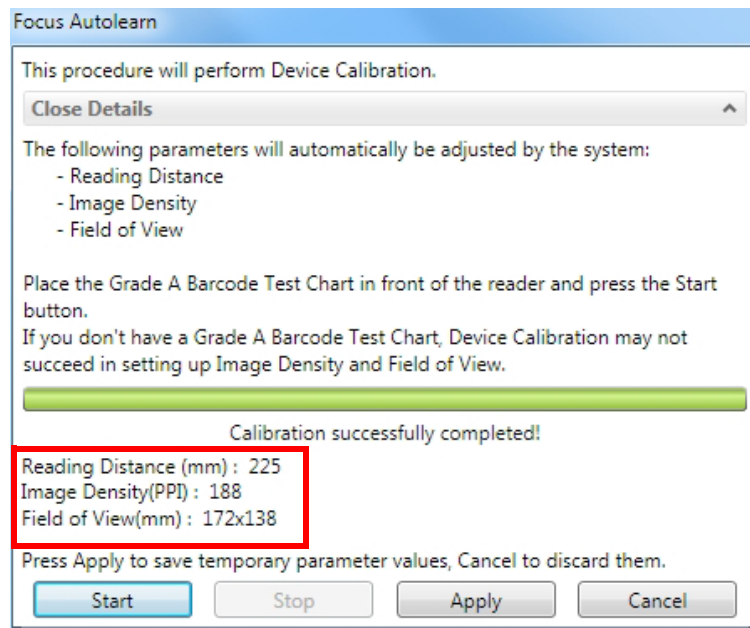 Focus Autolearn
This procedure will perform Device Calibration.
Close Details
The following parameters will automatically be adjusted by the system:
- Reading Distance
- Image Density
- Field of View
Place the Grade A Barcode Test Chart in front of the reader and press the Start
button.
If you don't have a Grade A Barcode Test Chart, Device Calibration may not
succeed in setting up Image Density and Field of View.
Calibration successfully completed!
Reading Distance (mm) : 225
Image Density(PPI) : 188
Field of View(mm) : 172x138
Press Apply to save temporary parameter values, Cancel to discard them.
Start Stop Apply Cancel